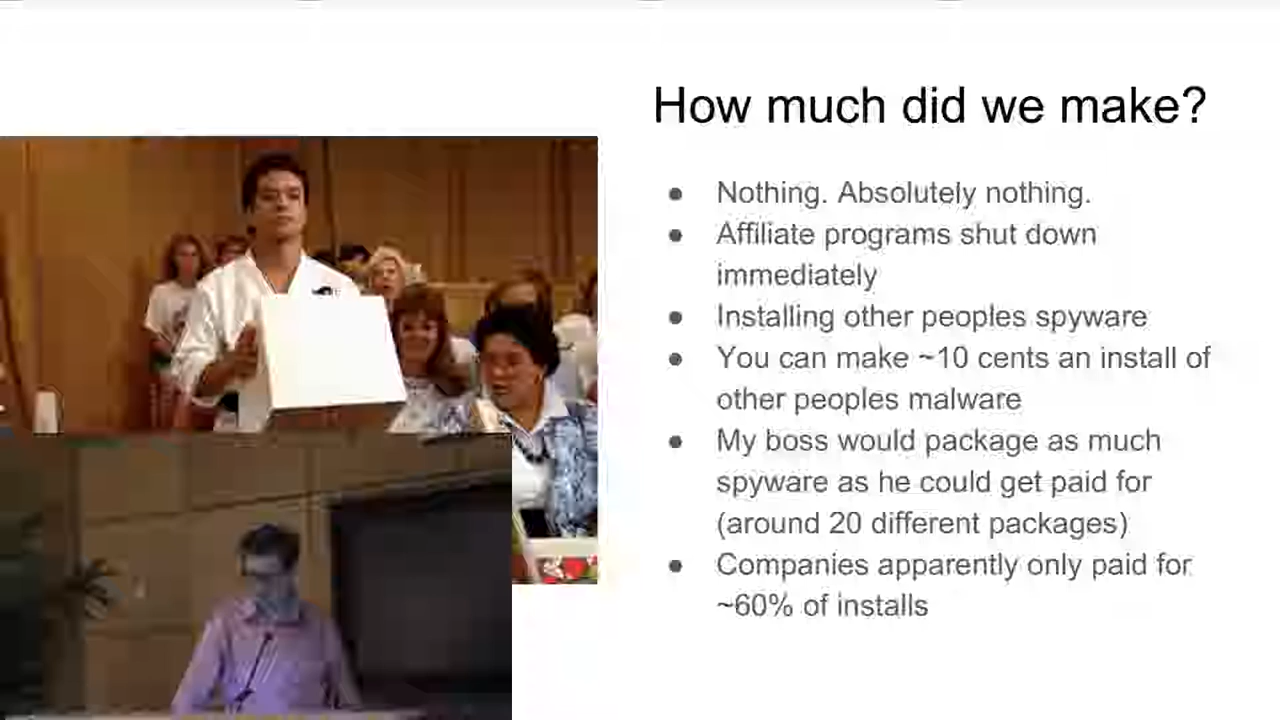 How much did we make?
● Nothing. Absolutely nothing.
● Affiliate programs shut down
immediately
● Installing other peoples spyware
● You can make ~10 cents an install of
other peoples malware
● My boss would package as much
spyware as he could get paid for
(around 20 different packages)
● Companies apparently only paid for
~60% of installs